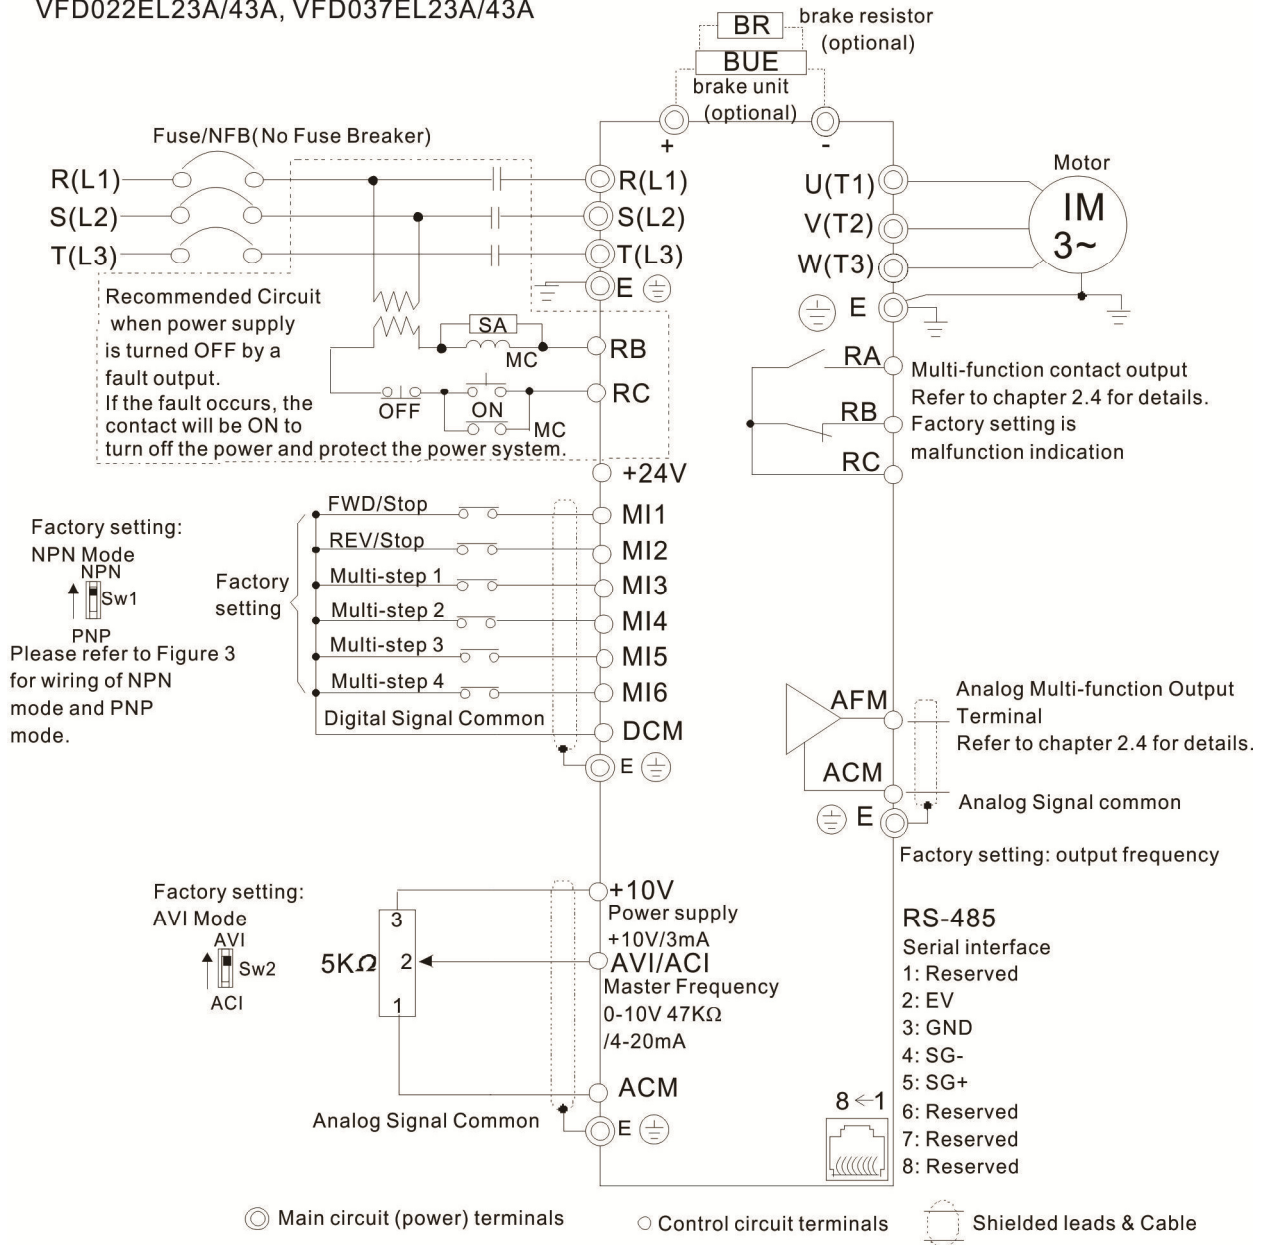 VFD022EL23A/43A, VFD037EL23A/43A
BR
brake resistor
(optional)
BUE
brake unit
(optional)
+
-
Fuse/NFB(No Fuse Breaker)
R(L1)
S(L2)
T(L3)
R(L1)
S(L2)
T(L3)
E
Recommended Circuit
when power supply
is turned OFF by a
fault output.
If the fault occurs, the
contact will be ON to
turn off the power and protect the power system.
SA
MC
OFF
ON
MC
RB
RC
U(T1)
V(T2)
W(T3)
E
Motor
IM
3~
RA
RB
RC
Multi-function contact output
Refer to chapter 2.4 for details.
Factory setting is
malfunction indication
+24V
Factory setting:
NPN Mode
NPN
Sw1
PNP
Please refer to Figure 3
for wiring of NPN
mode and PNP
mode.
Factory
setting
FWD/Stop
MI1
REV/Stop
MI2
Multi-step 1
MI3
Multi-step 2
MI4
Multi-step 3
MI5
Multi-step 4
MI6
Digital Signal Common
DCM
E
AFM
Analog Multi-function Output
Terminal
Refer to chapter 2.4 for details.
ACM
Analog Signal common
E
Factory setting: output frequency
Factory setting:
AVI Mode
AVI
Sw2
ACI
5KΩ
3
2
1
+10V
Power supply
+10V/3mA
AVI/ACI
Master Frequency
0-10V 47KΩ
/4-20mA
ACM
Analog Signal Common
E
RS-485
Serial interface
1: Reserved
2: EV
3: GND
4: SG-
5: SG+
6: Reserved
7: Reserved
8: Reserved
8←1
Main circuit (power) terminals
Control circuit terminals
Shielded leads & Cable